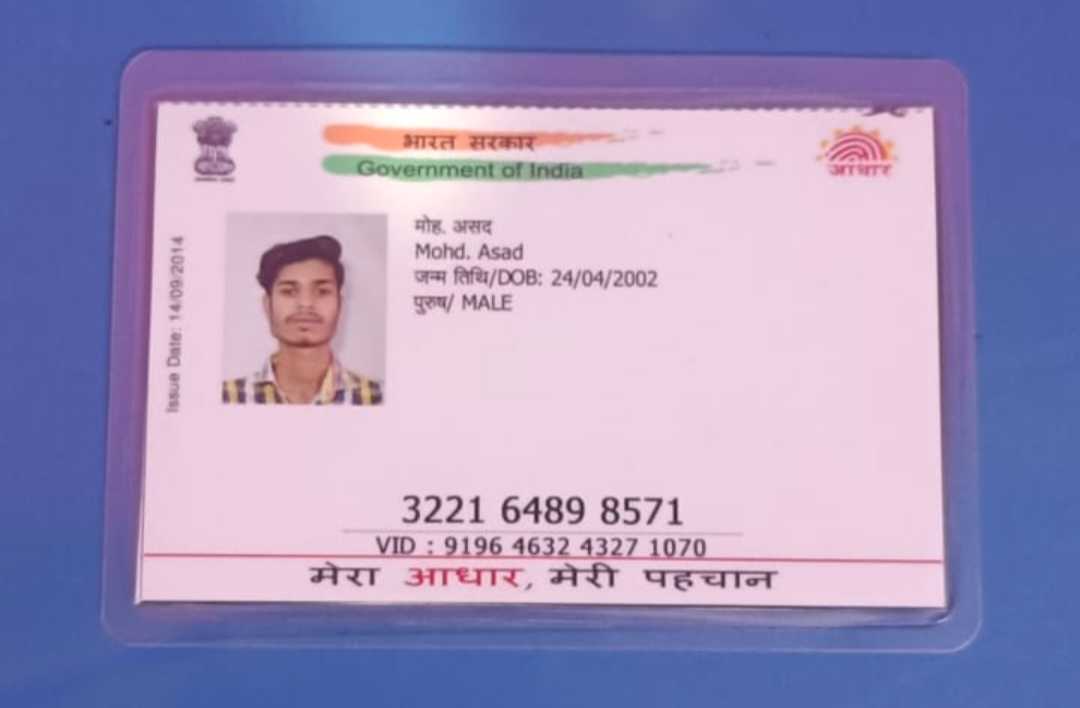 भारत सरकार
Government of India
आधार
Issue Date: 14/09/2014
मोह. असद
Mohd. Asad
जन्म तिथि/DOB: 24/04/2002
पुरुष/ MALE
3221 6489 8571
VID : 9196 4632 4327 1070
मेरा आधार, मेरी पहचान